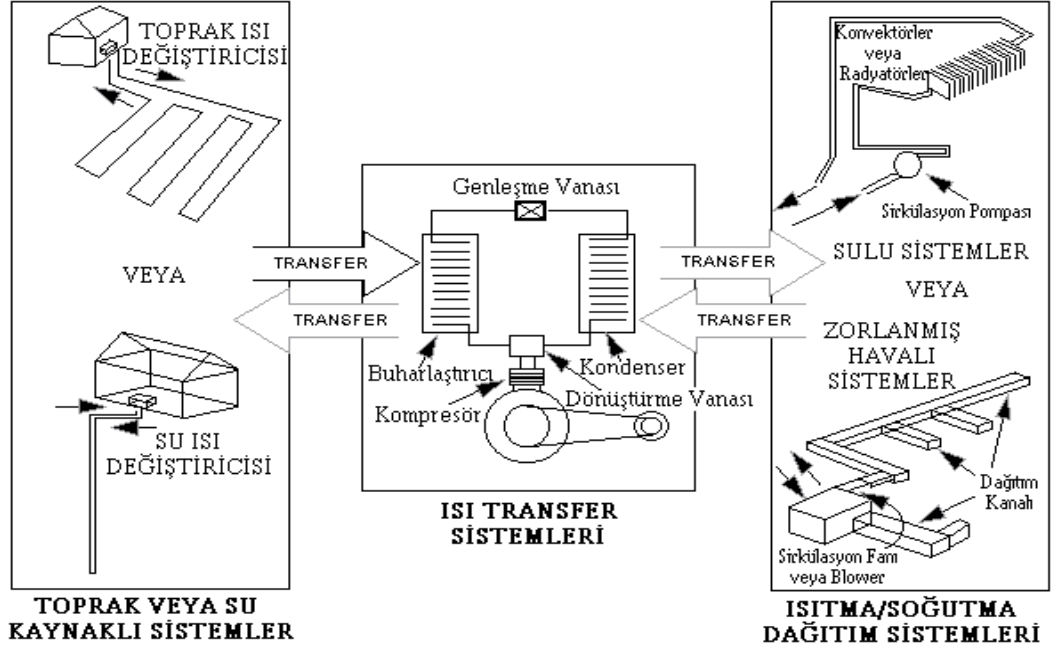 TOPRAK ISI
DEĞİŞTİRİCİSİ
VEYA
SU ISI
DEĞİŞTİRİCİSİ
TOPRAK VEYA SU
KAYNAKLI SİSTEMLER
TRANSFER
TRANSFER
Genleşme Vanası
Buharlaştırıcı
Kondenser
Kompresör
Dönüştürme Vanası
ISI TRANSFER
SİSTEMLERİ
TRANSFER
TRANSFER
Konvektörler
veya
Radyatörler
Sirkülasyon Pompası
SULU SİSTEMLER
VEYA
ZORLANMIŞ
HAVALI
SİSTEMLER
Dağıtım
Kanalı
Sirkülasyon Fanı
veya Blower
ISITMA/SOĞUTMA
DAĞITIM SİSTEMLERİ